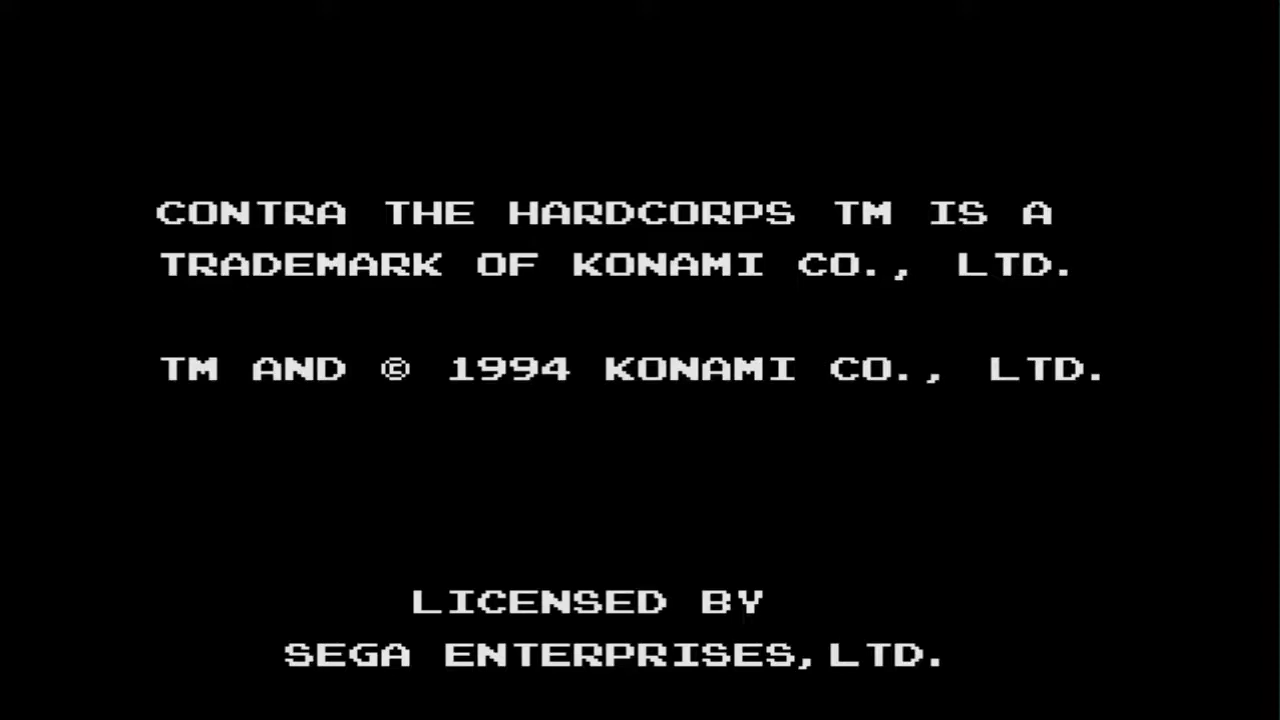 CONTRA THE HARDCORPS TM IS A
TRADEMARK OF KONAMI CO., LTD.
TM AND © 1994 KONAMI CO., LTD.
LICENSED BY
SEGA ENTERPRISES,LTD.